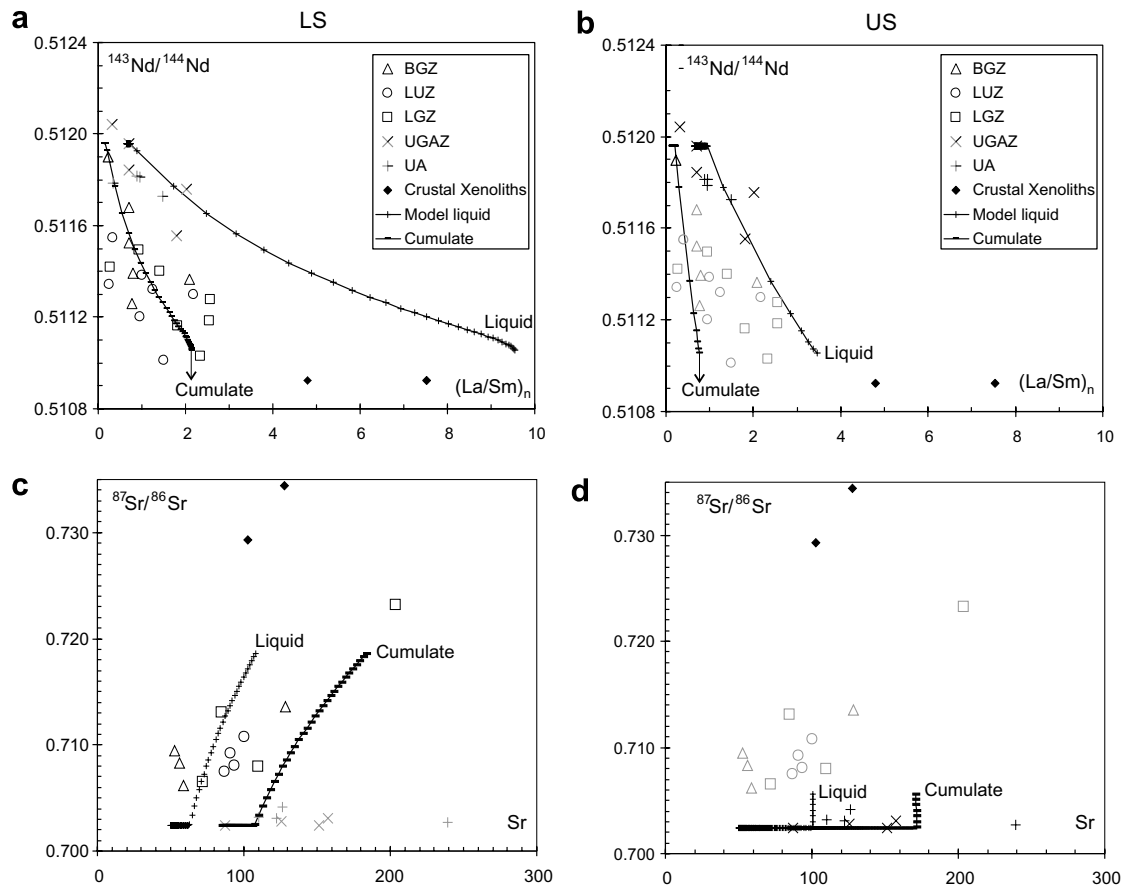 a
LS
0.5124
0.5120
0.5116
0.5112
0.5108
143Nd/144Nd
BGZ
LUZ
LGZ
UGAZ
UA
Crustal Xenoliths
Model liquid
Cumulate
Liquid
Cumulate
(La/Sm)n
0 2 4 6 8 10
b
US
0.5124
0.5120
0.5116
0.5112
0.5108
143Nd/144Nd
BGZ
LUZ
LGZ
UGAZ
UA
Crustal Xenoliths
Model liquid
Cumulate
Liquid
Cumulate
(La/Sm)n
0 2 4 6 8 10
c
87Sr/86Sr
0.730
0.720
0.710
0.700
Liquid
Cumulate
Sr
0 100 200 300
d
87Sr/86Sr
0.730
0.720
0.710
0.700
Liquid
Cumulate
Sr
0 100 200 300